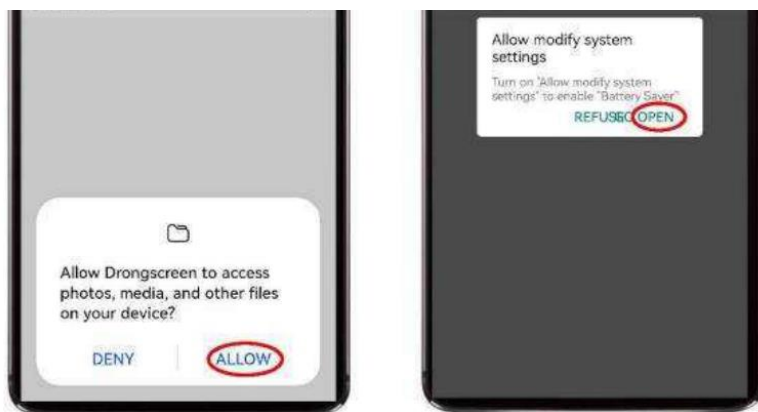 Allow Drongscreen to access
photos, media, and other files
on your device?
DENY
ALLOW
Allow modify system
settings
Turn on "Allow modify system
settings" to enable "Battery Saver"
REFUSE
OPEN